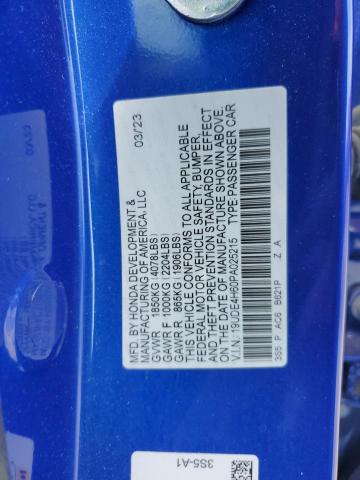 MFD. BY HONDA DEVELOPMENT &
MANUFACTURING OF AMERICA, LLC
03/23
GVWR 1850KG (4078LBS)
GAWR F 1000KG (2204LBS)
GAWR R 865KG (1906LBS)
THIS VEHICLE CONFORMS TO ALL APPLICABLE
FEDERAL MOTOR VEHICLE SAFETY, BUMPER,
AND THEFT PREVENTION STANDARDS IN EFFECT
ON THE DATE OF MANUFACTURE SHOWN ABOVE.
V.I.N.: 19UDE4H60PA025215 TYPE: PASSENGER CAR
3S5 P AC6 B621P Z A
3S5-A1